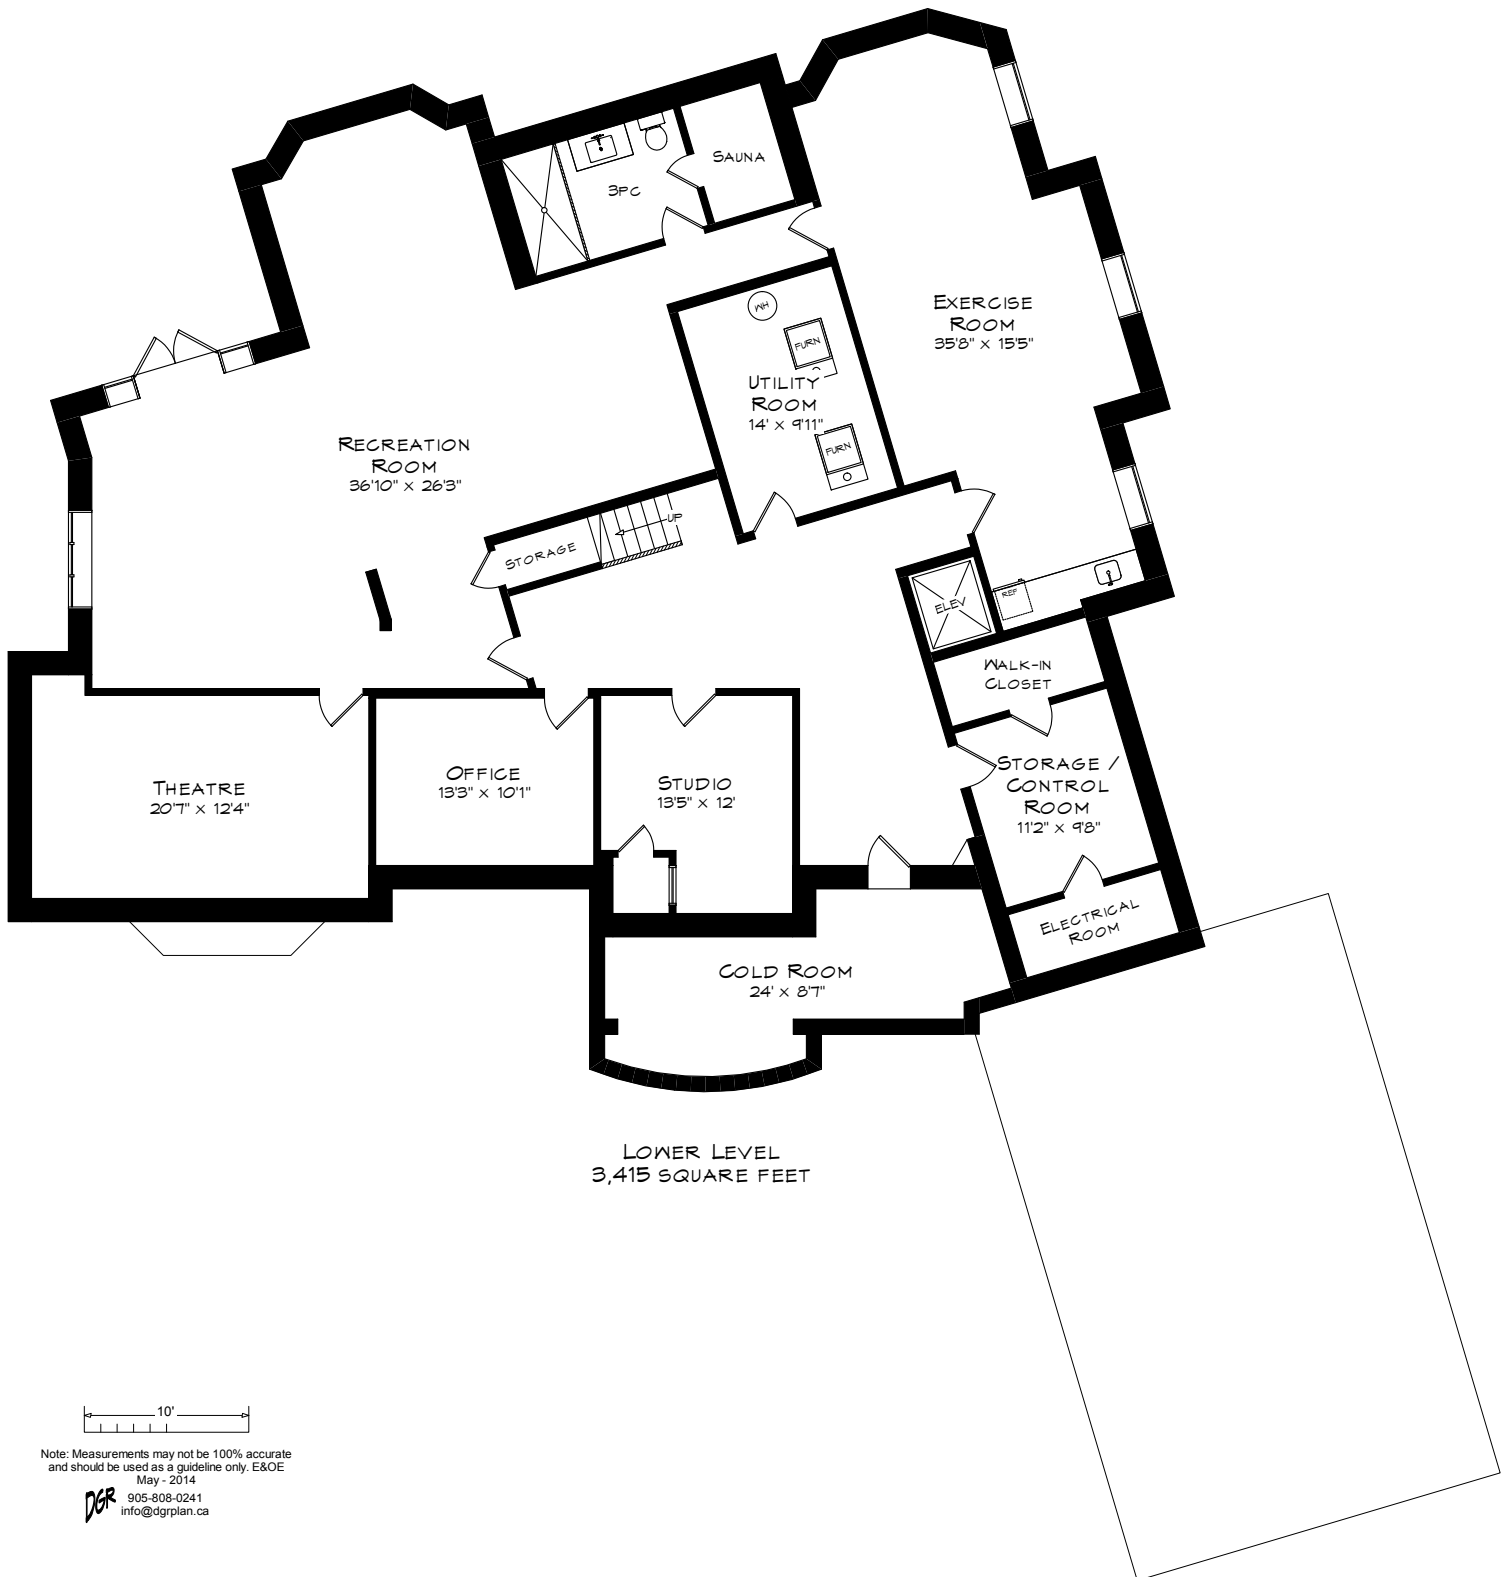 SAUNA
3PC
EXERCISE
ROOM
35'8" x 15'5"
WH
FURN
UTILITY
ROOM
14' x 9'11"
FURN
RECREATION
ROOM
36'10" x 26'3"
UP
STORAGE
ELEV
REF
WALK-IN
CLOSET
STORAGE /
CONTROL
ROOM
11'2" x 9'8"
THEATRE
20'7" x 12'4"
OFFICE
13'3" x 10'1"
STUDIO
13'5" x 12'
ELECTRICAL
ROOM
COLD ROOM
24' x 8'7"
LOWER LEVEL
3,415 SQUARE FEET
10'
Note: Measurements may not be 100% accurate
and should be used as a guideline only. E&OE
May - 2014
DGR
905-808-0241
info@dgrplan.ca